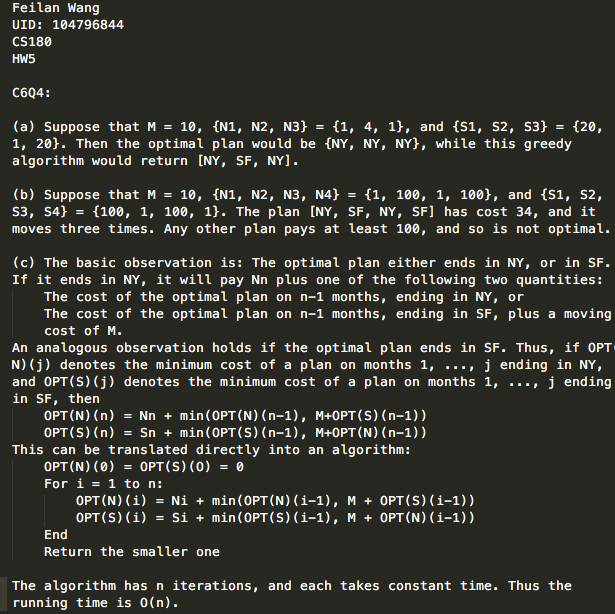 Feilan Wang
UID: 104796844
CS180
HW5
C6Q4:
(a) Suppose that M = 10, {N1, N2, N3} = {1, 4, 1}, and {S1, S2, S3} = {20,
1, 20}. Then the optimal plan would be {NY, NY, NY}, while this greedy
algorithm would return [NY, SF, NY].
(b) Suppose that M = 10, {N1, N2, N3, N4} = {1, 100, 1, 100}, and {S1, S2,
S3, S4} = {100, 1, 100, 1}. The plan [NY, SF, NY, SF] has cost 34, and it
moves three times. Any other plan pays at least 100, and so is not optimal.
(c) The basic observation is: The optimal plan either ends in NY, or in SF.
If it ends in NY, it will pay Nn plus one of the following two quantities:
The cost of the optimal plan on n-1 months, ending in NY, or
The cost of the optimal plan on n-1 months, ending in SF, plus a moving
cost of M.
An analogous observation holds if the optimal plan ends in SF. Thus, if OPT(
N)(j) denotes the minimum cost of a plan on months 1, ..., j ending in NY,
and OPT(S)(j) denotes the minimum cost of a plan on months 1, ..., j ending
in SF, then
OPT(N)(n) = Nn + min(OPT(N)(n-1), M+OPT(S)(n-1))
OPT(S)(n) = Sn + min(OPT(S)(n-1), M+OPT(N)(n-1))
This can be translated directly into an algorithm:
OPT(N)(0) = OPT(S)(O) = 0
For i = 1 to n:
OPT(N)(i) = Ni + min(OPT(N)(i-1), M + OPT(S)(i-1))
OPT(S)(i) = Si + min(OPT(S)(i-1), M + OPT(N)(i-1))
End
Return the smaller one
The algorithm has n iterations, and each takes constant time. Thus the
running time is O(n).